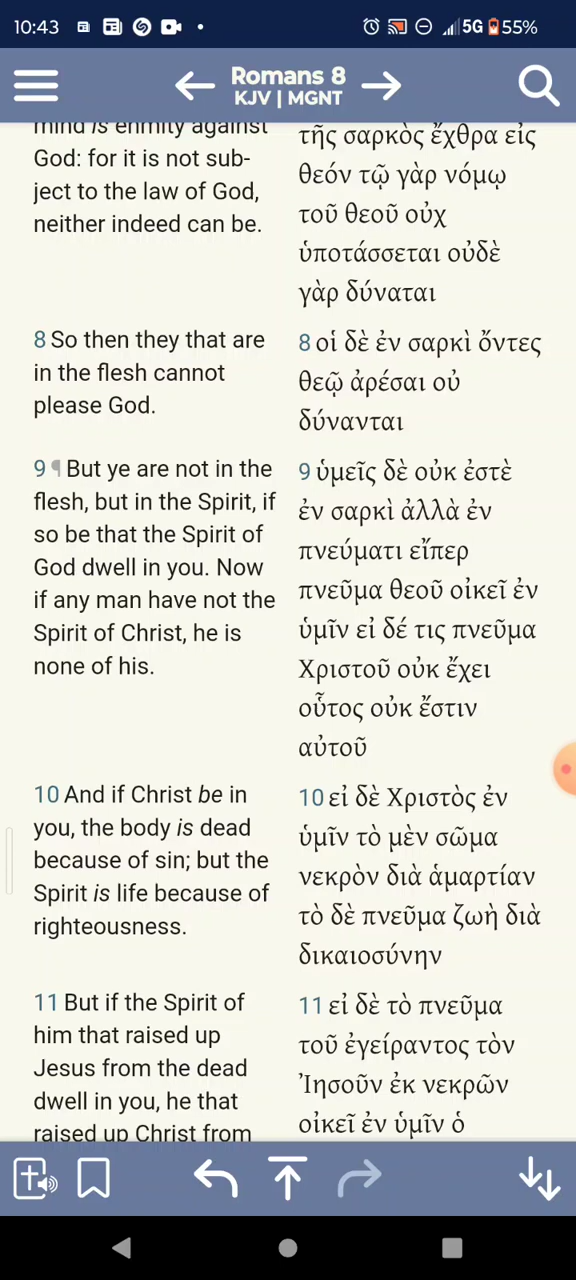 10:43
5G 55%
Romans 8
KJV | MGNT
mind is enmity against
God: for it is not sub-
ject to the law of God,
neither indeed can be.
8 So then they that are
in the flesh cannot
please God.
9 ¶ But ye are not in the
flesh, but in the Spirit, if
so be that the Spirit of
God dwell in you. Now
if any man have not the
Spirit of Christ, he is
none of his.
10 And if Christ be in
you, the body is dead
because of sin; but the
Spirit is life because of
righteousness.
11 But if the Spirit of
him that raised up
Jesus from the dead
dwell in you, he that
raised up Christ from
τῆς σαρκὸς ἔχθρα εἰς
θεόν τῷ γὰρ νόμῳ
τοῦ θεοῦ οὐχ
ὑποτάσσεται οὐδὲ
γὰρ δύναται
8 οἱ δὲ ἐν σαρκὶ ὄντες
θεῷ ἀρέσαι οὐ
δύνανται
9 ὑμεῖς δὲ οὐκ ἐστὲ
ἐν σαρκὶ ἀλλὰ ἐν
πνεύματι εἴπερ
πνεῦμα θεοῦ οἰκεῖ ἐν
ὑμῖν εἰ δέ τις πνεῦμα
Χριστοῦ οὐκ ἔχει
οὗτος οὐκ ἔστιν
αὐτοῦ
10 εἰ δὲ Χριστὸς ἐν
ὑμῖν τὸ μὲν σῶμα
νεκρὸν διὰ ἁμαρτίαν
τὸ δὲ πνεῦμα ζωὴ διὰ
δικαιοσύνην
11 εἰ δὲ τὸ πνεῦμα
τοῦ ἐγείραντος τὸν
Ἰησοῦν ἐκ νεκρῶν
οἰκεῖ ἐν ὑμῖν ὁ